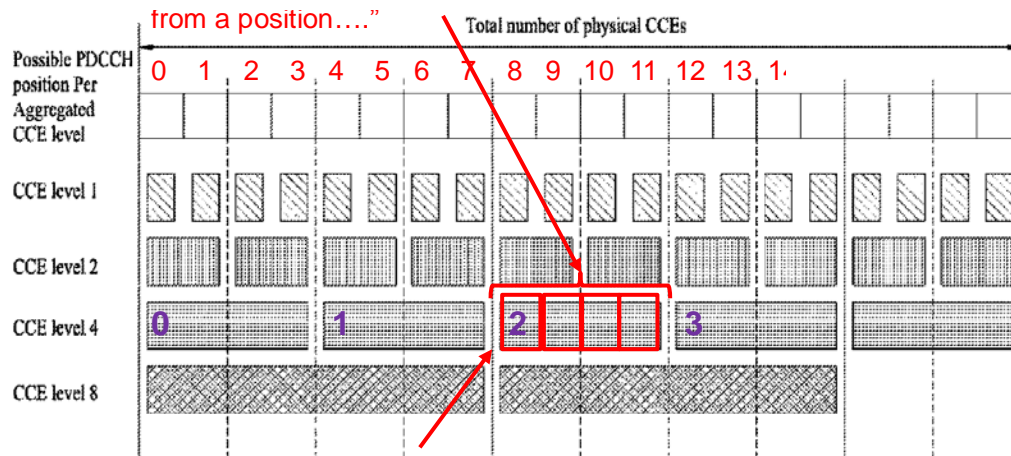 from a position....”
Total number of physical CCEs
Possible PDCCH
position Per
Aggregated
CCE level
0 1 2 3 4 5 6 7 8 9 10 11 12 13
CCE level 1
CCE level 2
CCE level 4
0 1 2 3
CCE level 8